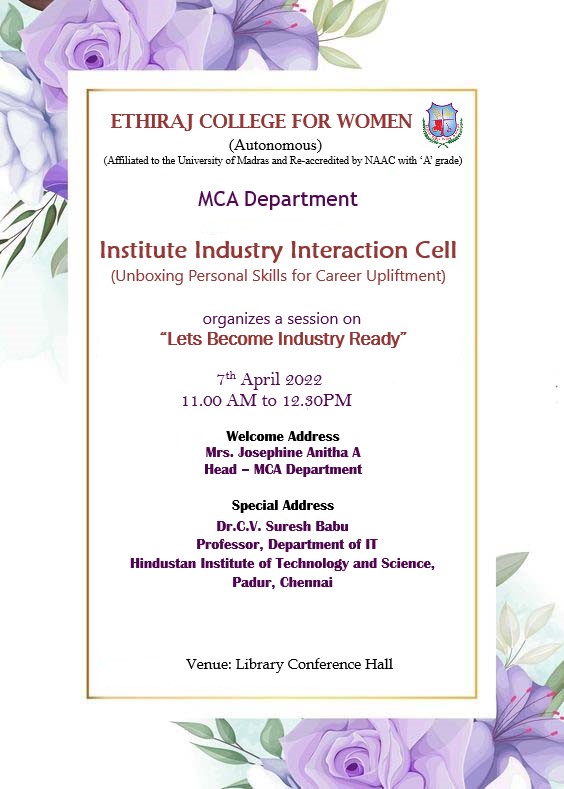 ETHIRAJ COLLEGE FOR WOMEN
(Autonomous)
(Affiliated to the University of Madras and Re-accredited by NAAC with ‘A’ grade)
MCA Department
Institute Industry Interaction Cell
(Unboxing Personal Skills for Career Upliftment)
organizes a session on
“Lets Become Industry Ready”
7th April 2022
11.00 AM to 12.30PM
Welcome Address
Mrs. Josephine Anitha A
Head – MCA Department
Special Address
Dr.C.V. Suresh Babu
Professor, Department of IT
Hindustan Institute of Technology and Science,
Padur, Chennai
Venue: Library Conference Hall